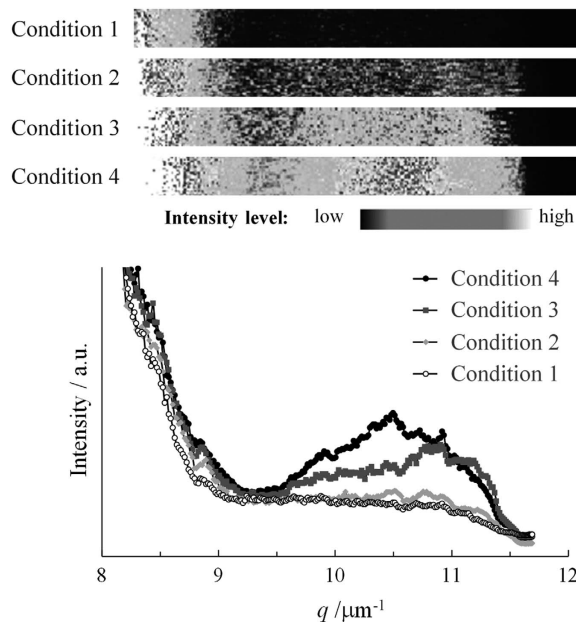 Condition 1
Condition 2
Condition 3
Condition 4
Intensity level: low high
Condition 4
Condition 3
Condition 2
Condition 1
Intensity / a.u.
8 9 10 11 12
q /μm⁻¹